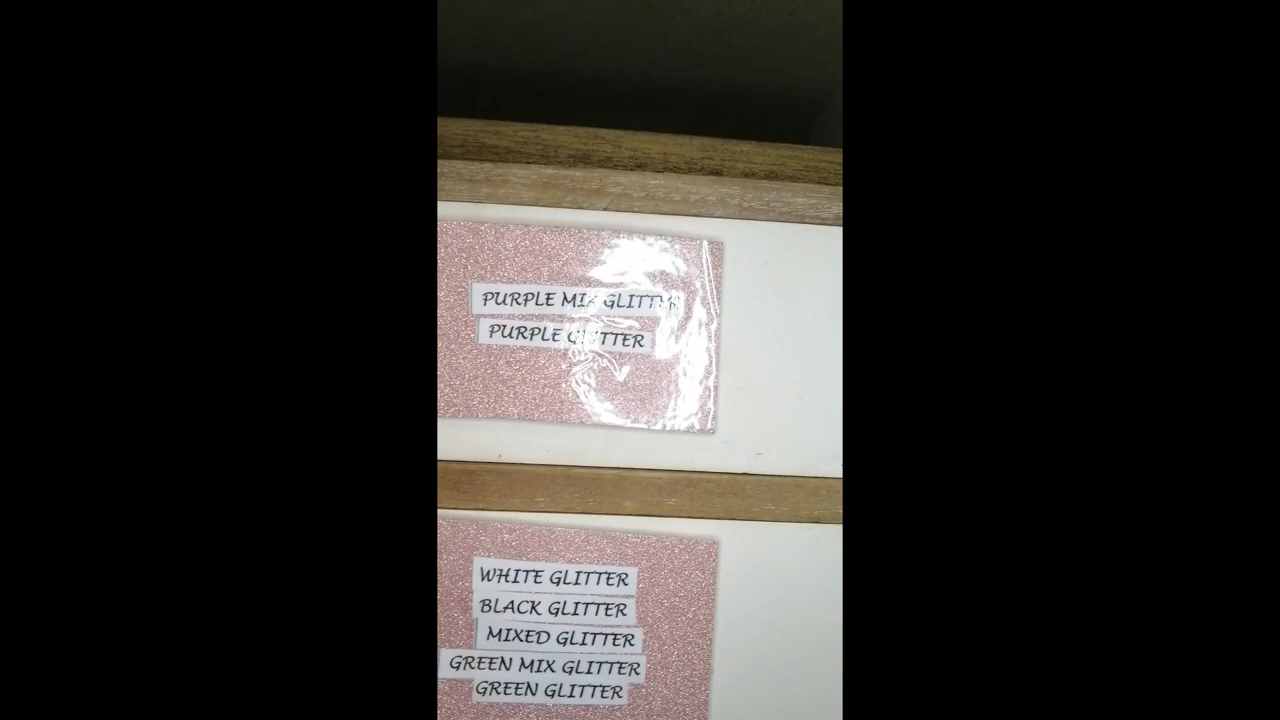 PURPLE MIX GLITTER
PURPLE GLITTER
WHITE GLITTER
BLACK GLITTER
MIXED GLITTER
GREEN MIX GLITTER
GREEN GLITTER